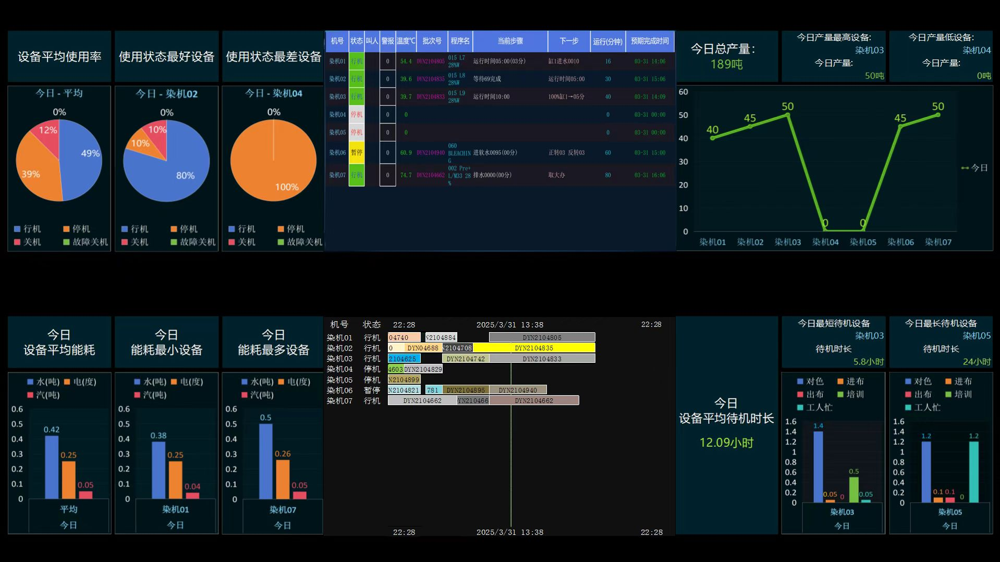 设备平均使用率
使用状态最好设备
使用状态最差设备
今日 - 平均
0%
12%
49%
39%
行机 停机
关机 故障关机
今日 - 染机02
0%
10%
10%
80%
行机 停机
关机 故障关机
今日 - 染机04
0%
100%
行机 停机
关机 故障关机
机号 状态 叫人 警报 温度℃ 批次号 程序名 当前步骤 下一步 运行(分钟) 预期完成时间
染机01 行机 0 54.4 DYN2104805 015 L7 28%W 运行时间05:00(03分) 缸1进水0010 16 03-31 14:06
染机02 行机 0 39.6 DYN2104835 015 L8 28%W 等待69完成 运行时间05:00 30 03-31 15:06
染机03 行机 0 39.7 DYN2104833 015 L9 28%W 运行时间10:00 100%缸1→05分 40 03-31 14:09
染机04 停机 0 0 0 03-31 00:00
染机05 停机 0 0 0 03-31 00:00
染机06 暂停 0 60.9 DYN2104940 060 BLEACHING 进软水0095(00分) 正转03 反转03 60 03-31 15:00
染机07 行机 0 74.7 DYN2104662 002 Pre+L/M33 28% 排水0000(00分) 取大办 80 03-31 16:06
今日总产量：
189吨
今日产量最高设备:
染机03
今日产量:
50吨
今日产量低设备:
染机04
今日产量:
0吨
60
50
40
30
20
10
0
40 45 50 0 0 45 50
染机01 染机02 染机03 染机04 染机05 染机06 染机07
今日
今日
设备平均能耗
今日
能耗最小设备
今日
能耗最多设备
水(吨) 电(度)
汽(吨)
0.6
0.5
0.4
0.3
0.2
0.1
0
0.42
0.25
0.05
平均
今日
水(吨) 电(度)
汽(吨)
0.6
0.5
0.4
0.3
0.2
0.1
0
0.38
0.25
0.04
染机01
今日
水(吨) 电(度)
汽(吨)
0.6
0.5
0.4
0.3
0.2
0.1
0
0.5
0.26
0.05
染机07
今日
机号 状态 22:28 2025/3/31 13:38 22:28
染机01 行机 04740 N2104884 DYN2104805
染机02 行机 0 DYN04688 N2104708 DYN2104835
染机03 行机 2104625 DYN2104742 DYN2104833
染机04 停机 4603 DYN2104829
染机05 停机 N2104899
染机06 暂停 N2104821 781 DYN2104895 DYN2104940
染机07 行机 DYN2104662 YN210466 DYN2104662
22:28 2025/3/31 13:38 22:28
今日
设备平均待机时长
12.09小时
今日最短待机设备
染机03
待机时长
5.8小时
今日最长待机设备
染机05
待机时长
24小时
对色 进布
出布 培训
工人忙
1.6
1.4
1.2
1
0.8
0.6
0.4
0.2
0
1.4
0.05
0
0.5
0.05
染机03
今日
对色 进布
出布 培训
工人忙
1.6
1.4
1.2
1
0.8
0.6
0.4
0.2
0
1.2
0.1
0.1
0
1.2
染机05
今日